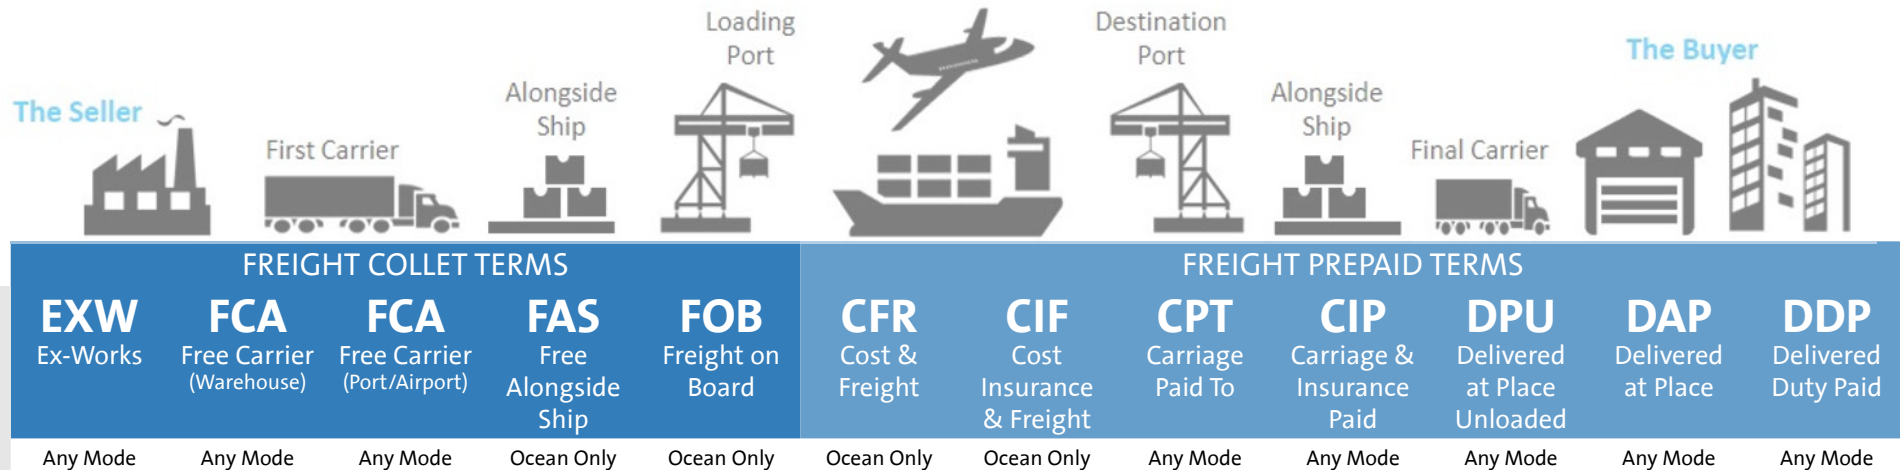 Loading
Port
Destination
Port
The Buyer
The Seller
Alongside
Ship
Alongside
Ship
First Carrier
Final Carrier
FREIGHT COLLET TERMS
FREIGHT PREPAID TERMS
EXW
Ex-Works
FCA
Free Carrier
(Warehouse)
FCA
Free Carrier
(Port/Airport)
FAS
Free
Alongside
Ship
FOB
Freight on
Board
CFR
Cost &
Freight
CIF
Cost
Insurance
& Freight
CPT
Carriage
Paid To
CIP
Carriage &
Insurance
Paid
DPU
Delivered
at Place
Unloaded
DAP
Delivered
at Place
DDP
Delivered
Duty Paid
Any Mode
Any Mode
Any Mode
Ocean Only
Ocean Only
Ocean Only
Ocean Only
Any Mode
Any Mode
Any Mode
Any Mode
Any Mode